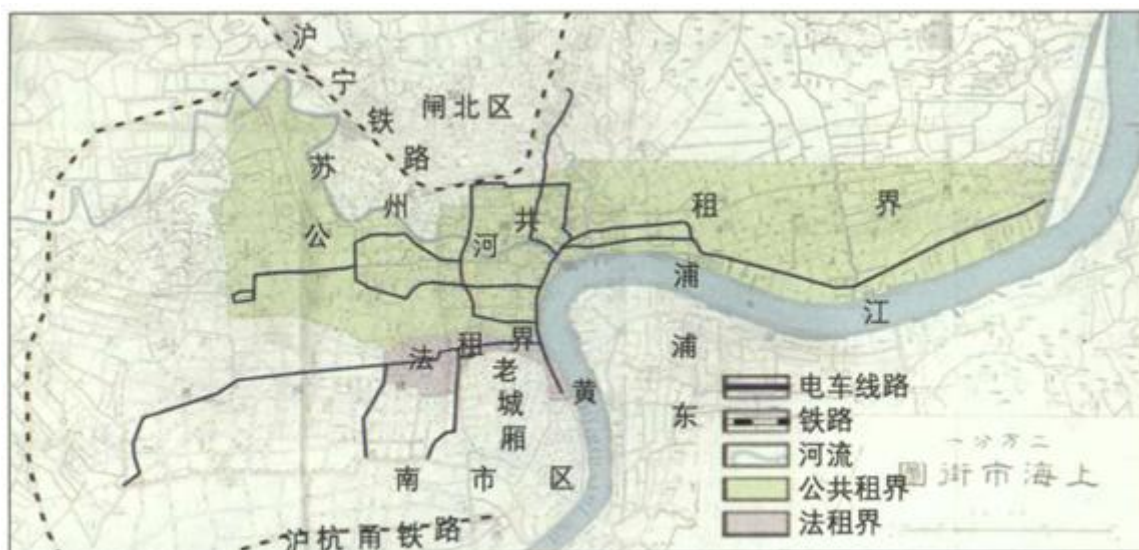 沪宁铁路
闸北区
苏州河
公共租界
黄浦江
浦东
法租界
老城厢
南市区
沪杭甬铁路
电车线路
铁路
河流
公共租界
法租界
一分万二
圖街市海上